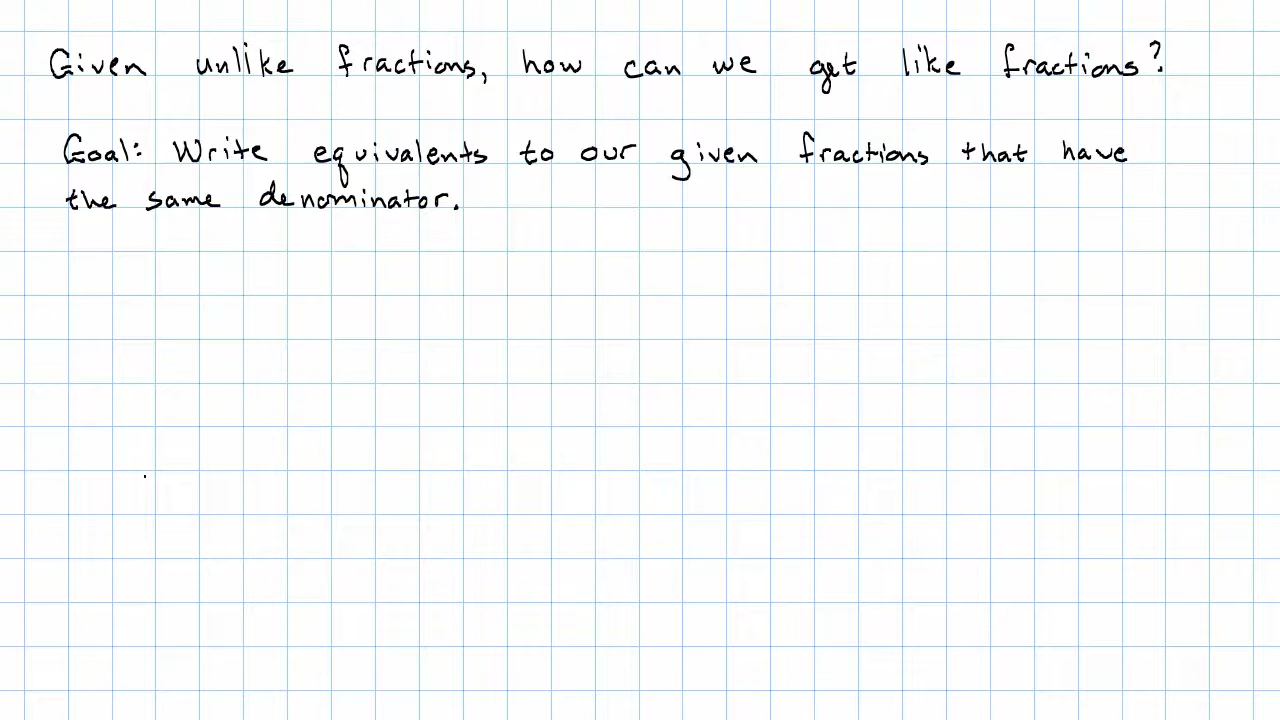 Given unlike fractions, how can we get like fractions?
Goal: Write equivalents to our given fractions that have
the same denominator.